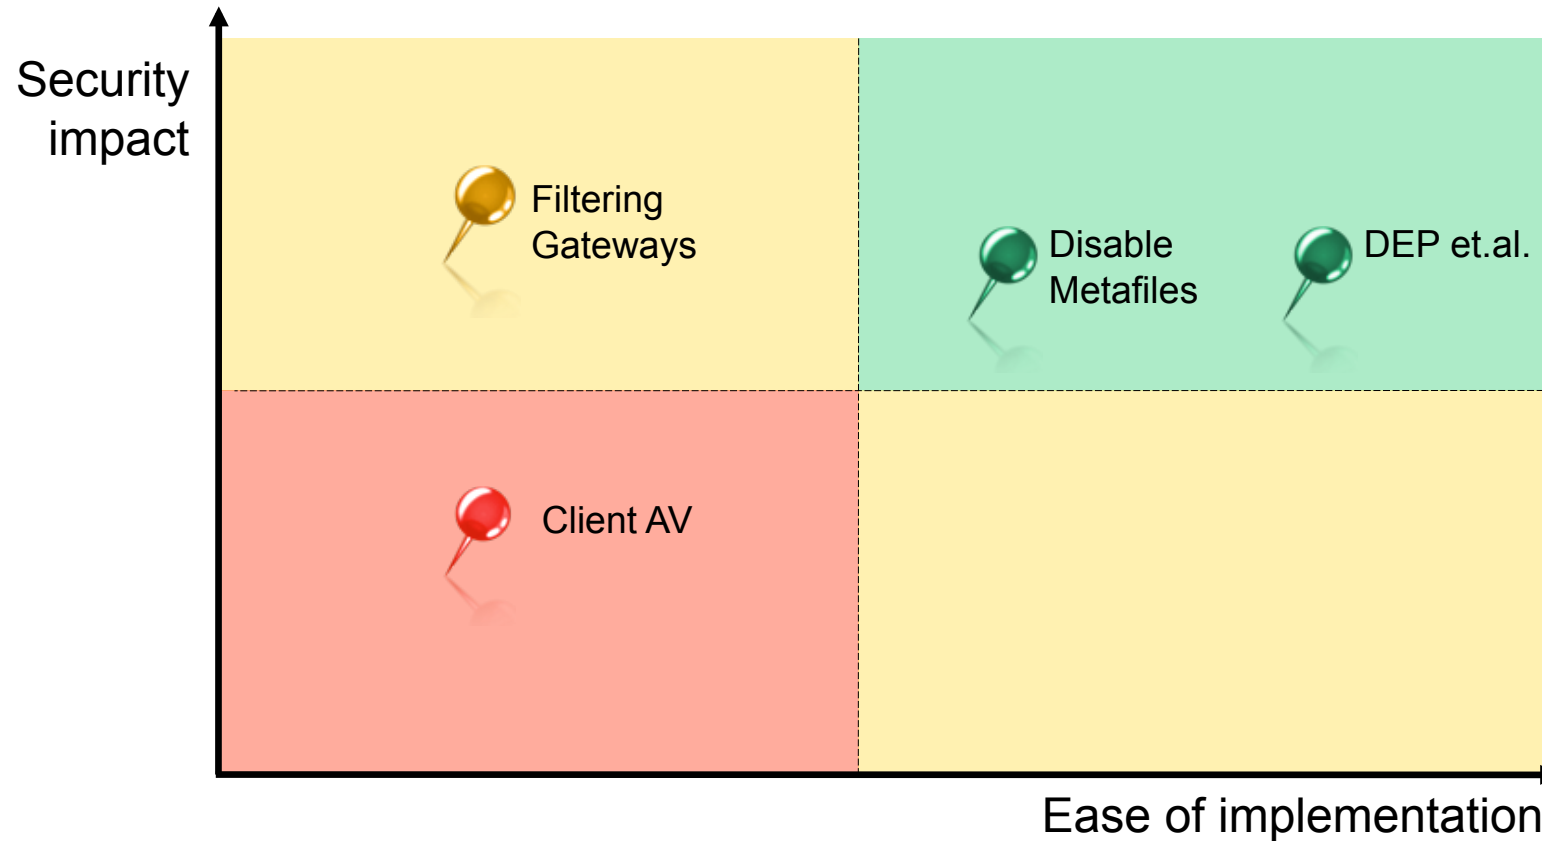 Security
impact
Filtering
Gateways
Disable
Metafiles
DEP et.al.
Client AV
Ease of implementation